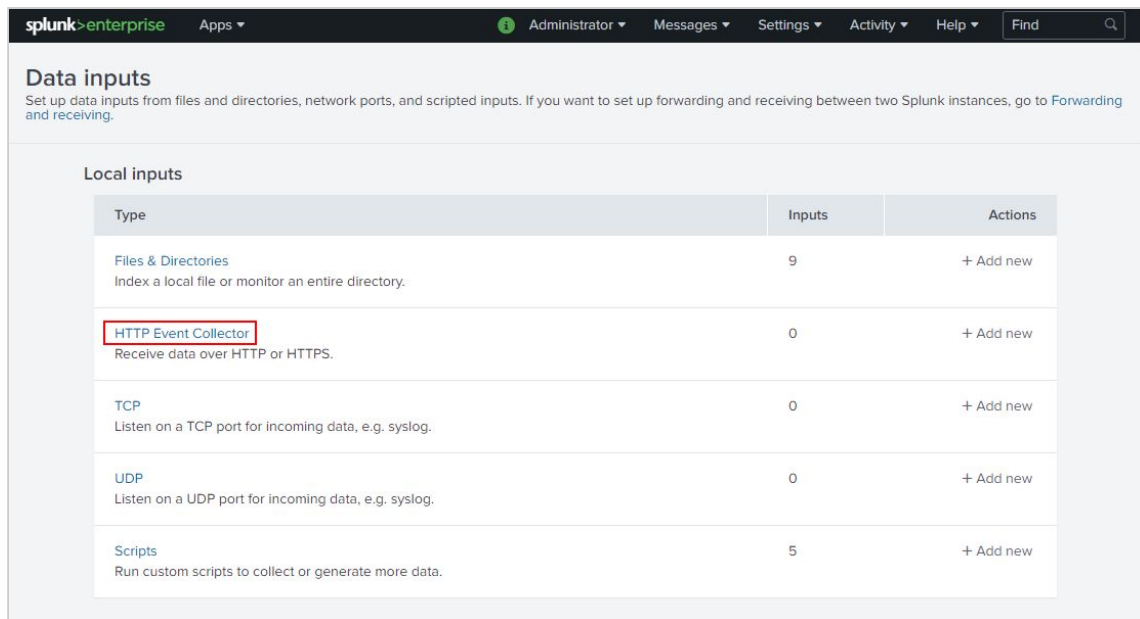 splunk>enterprise Apps ▾ i Administrator ▾ Messages ▾ Settings ▾ Activity ▾ Help ▾ Find
Data inputs
Set up data inputs from files and directories, network ports, and scripted inputs. If you want to set up forwarding and receiving between two Splunk instances, go to Forwarding
and receiving.
Local inputs
Type Inputs Actions
Files & Directories 9 + Add new
Index a local file or monitor an entire directory.
HTTP Event Collector 0 + Add new
Receive data over HTTP or HTTPS.
TCP 0 + Add new
Listen on a TCP port for incoming data, e.g. syslog.
UDP 0 + Add new
Listen on a UDP port for incoming data, e.g. syslog.
Scripts 5 + Add new
Run custom scripts to collect or generate more data.